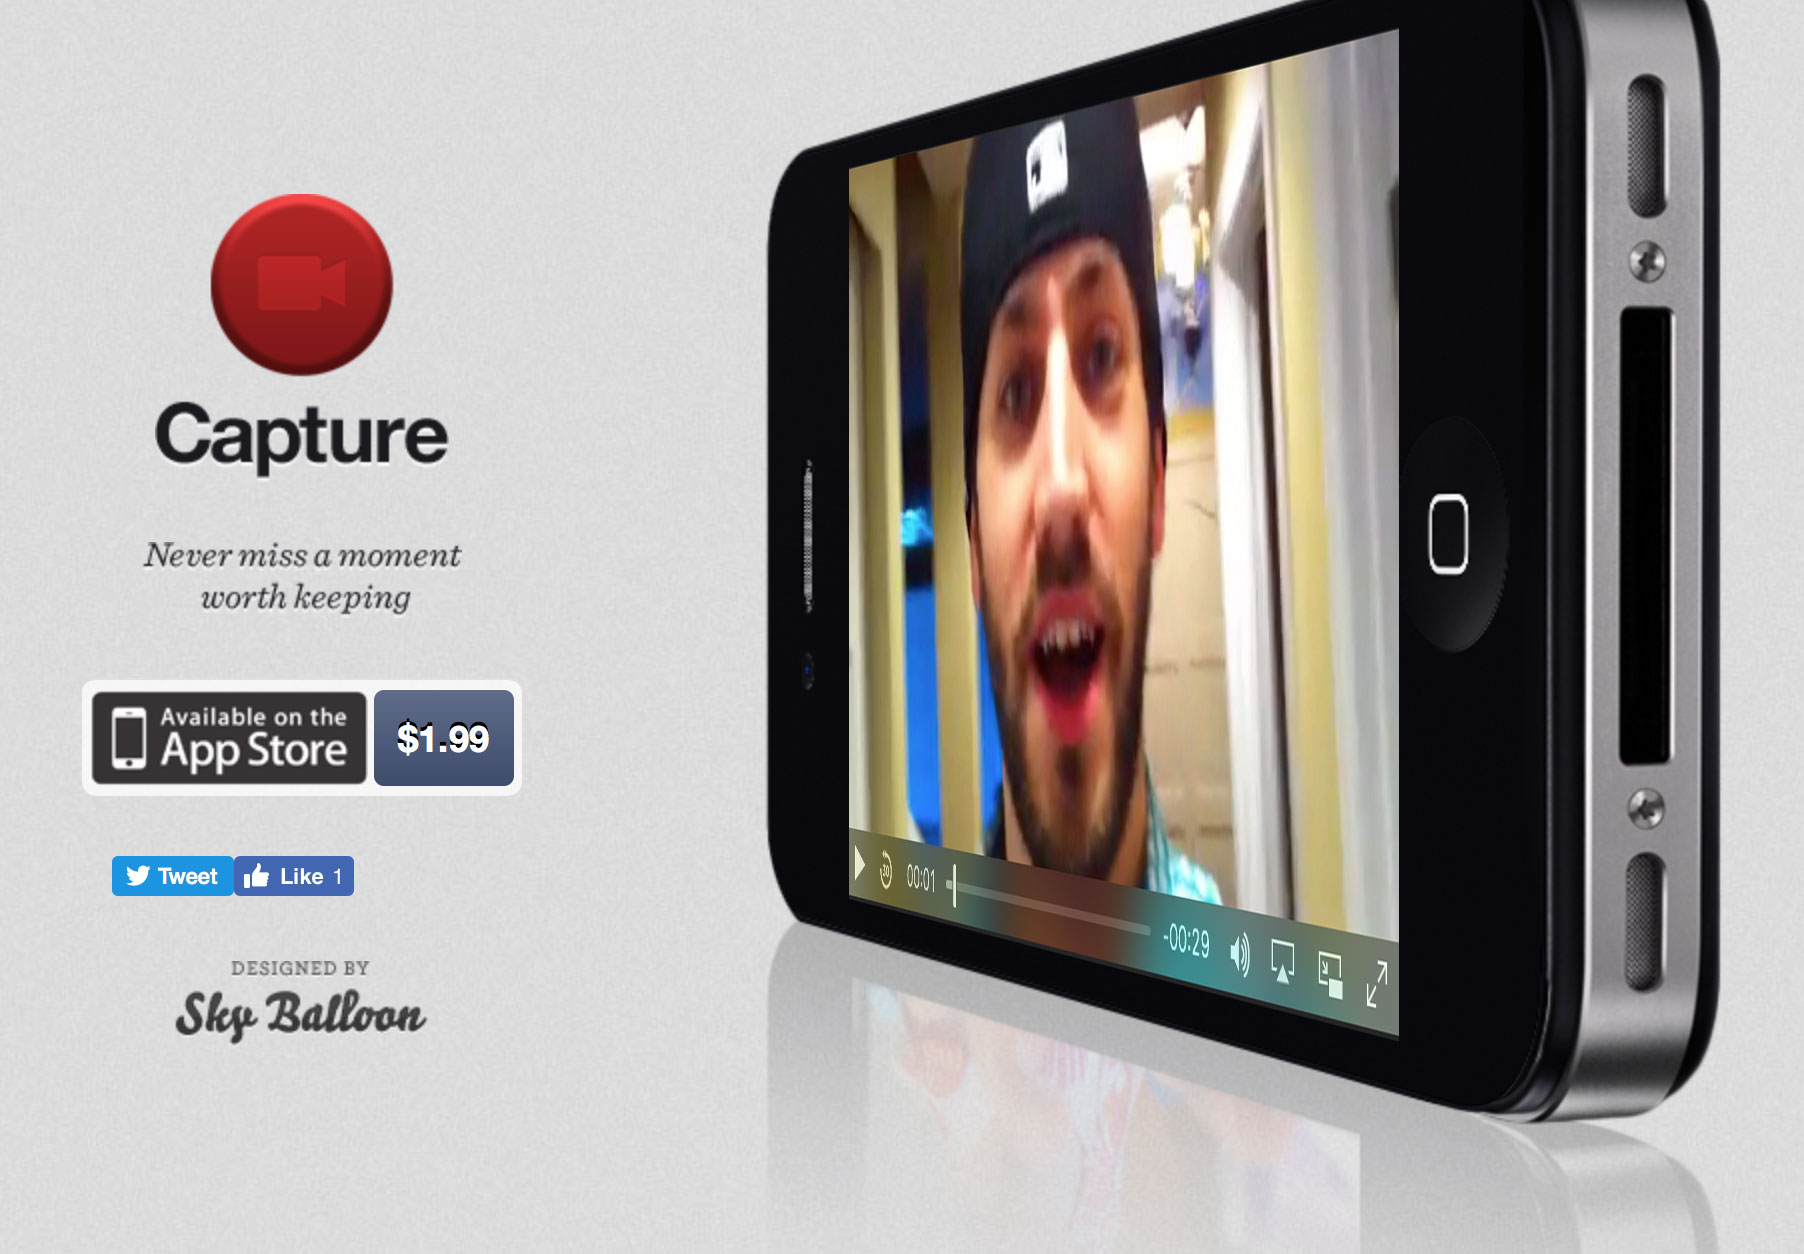 Capture
Never miss a moment
worth keeping
Available on the
App Store
$1.99
Tweet
Like 1
DESIGNED BY
Sky Balloon
30
00:01
-00:29